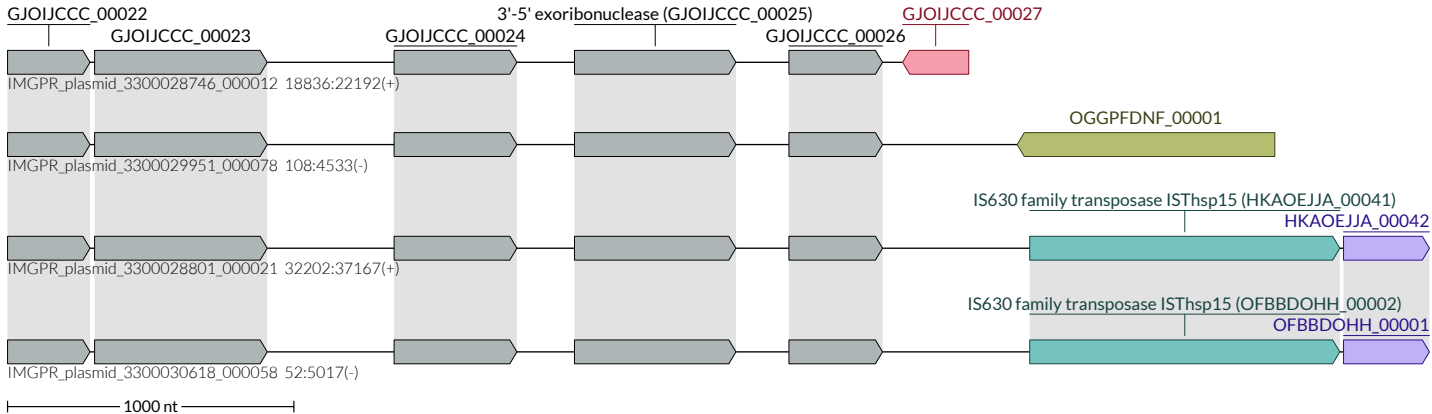 GJOIJCCC_00022
3'-5' exoribonuclease (GJOIJCCC_00025)
GJOIJCCC_00027
GJOIJCCC_00023
GJOIJCCC_00024
GJOIJCCC_00026
IMGPR_plasmid_3300028746_000012 18836:22192(+)
OGGPFDNF_00001
IMGPR_plasmid_3300029951_000078 108:4533(-)
IS630 family transposase ISThsp15 (HKAOEJJA_00041)
HKAOEJJA_00042
IMGPR_plasmid_3300028801_000021 32202:37167(+)
IS630 family transposase ISThsp15 (OFBBDOHH_00002)
OFBBDOHH_00001
IMGPR_plasmid_3300030618_000058 52:5017(-)
1000 nt